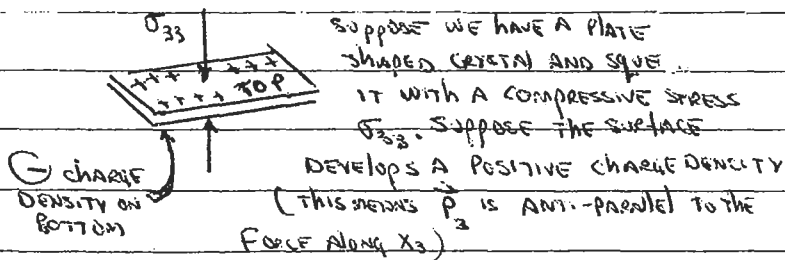 σ33
SUPPOSE WE HAVE A PLATE
SHAPED CRYSTAL AND SQUE
+++ +++
++++ TOP
IT WITH A COMPRESSIVE STRESS
σ33. SUPPOSE THE SURFACE
⊖ CHARGE
DENSITY ON
BOTTOM
DEVELOPS A POSITIVE CHARGE DENSITY
(THIS MEANS P3 IS ANTI-PARALLEL TO THE
FORCE ALONG X3)